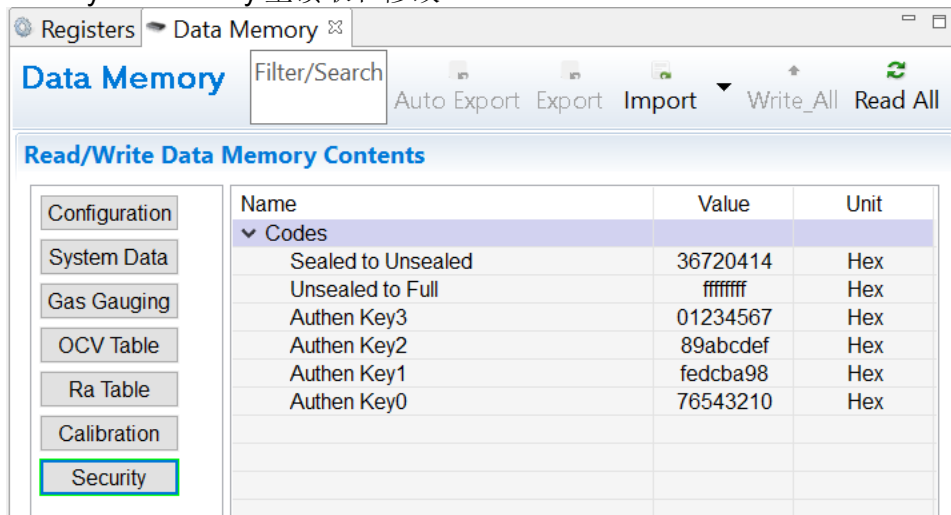 Registers Data Memory
Data Memory Filter/Search Auto Export Export Import Write_All Read All
Read/Write Data Memory Contents
Configuration
System Data
Gas Gauging
OCV Table
Ra Table
Calibration
Security
Name Value Unit
Codes
Sealed to Unsealed 36720414 Hex
Unsealed to Full ffffffff Hex
Authen Key3 01234567 Hex
Authen Key2 89abcdef Hex
Authen Key1 fedcba98 Hex
Authen Key0 76543210 Hex